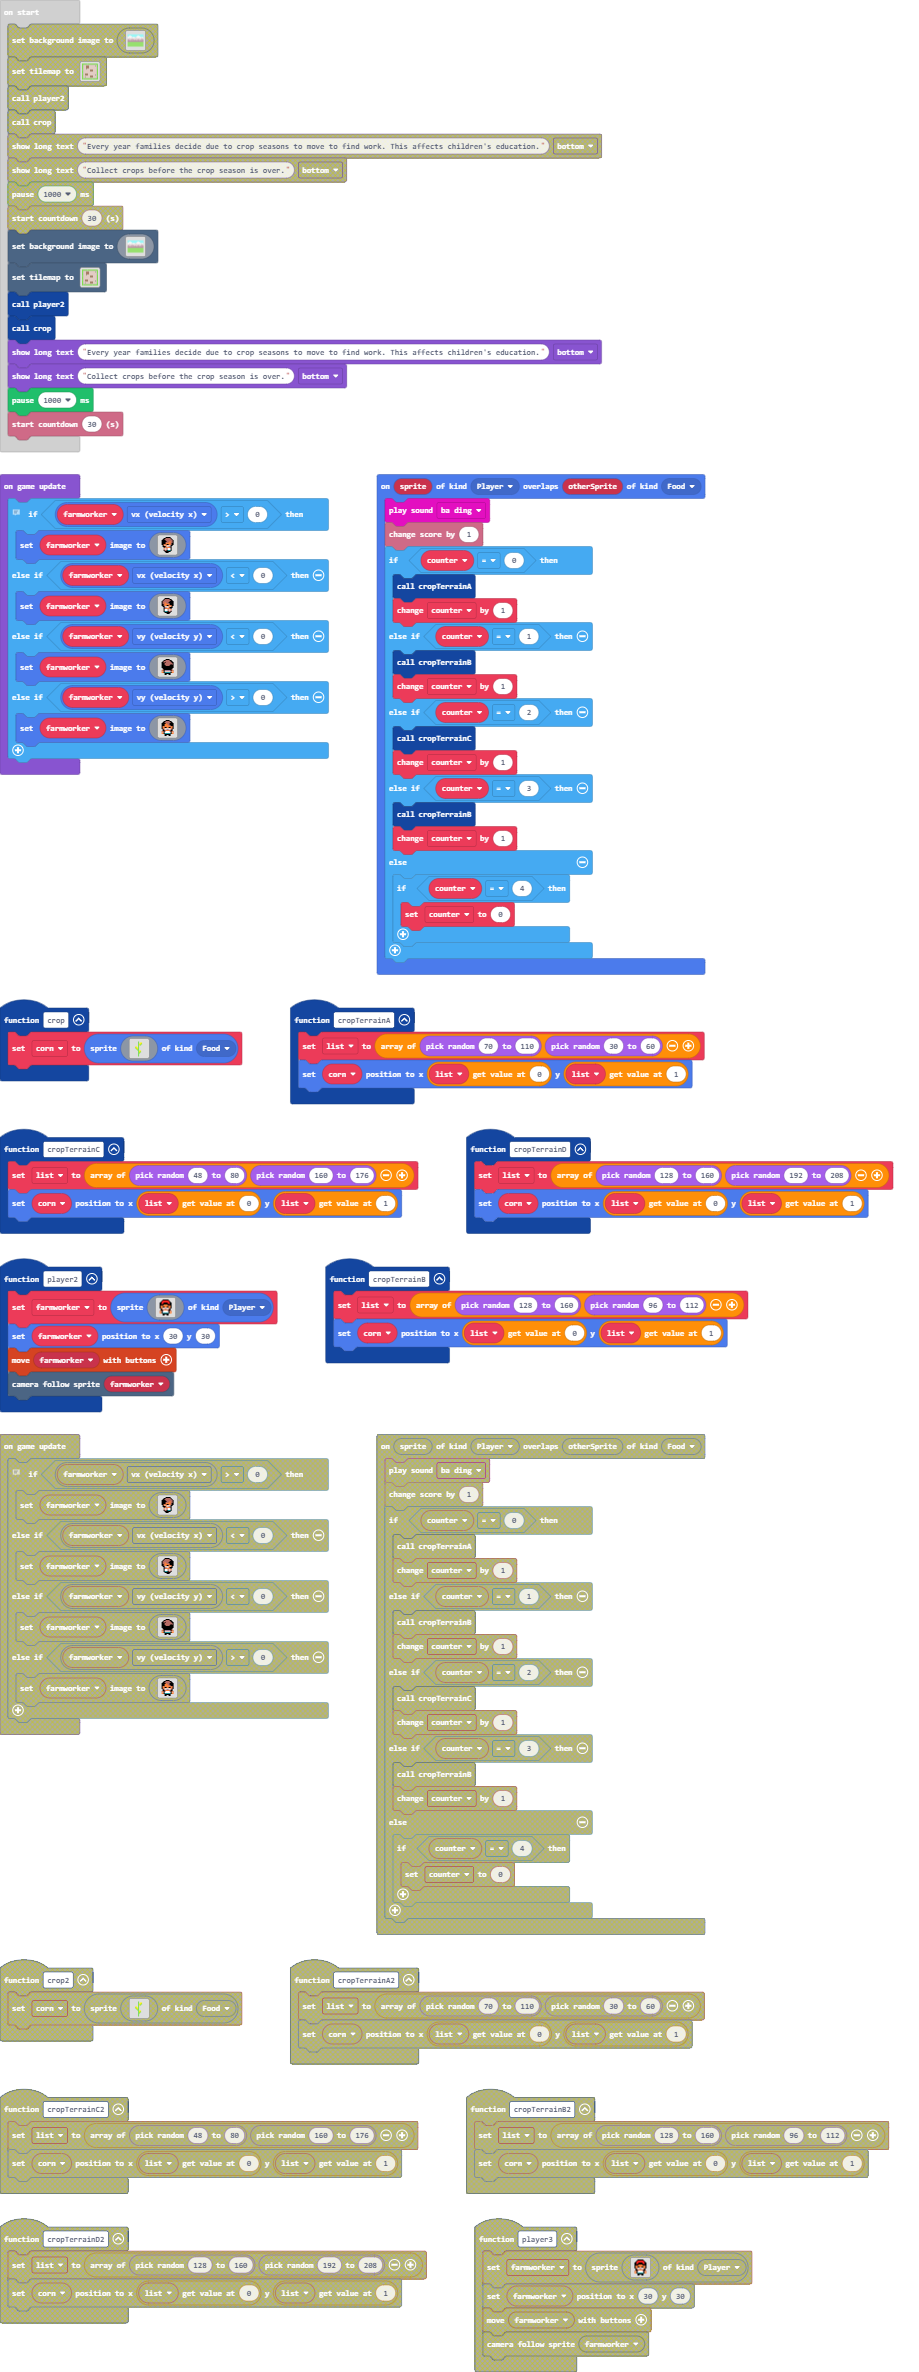 on start
set background image to
set tilemap to
call player2
call crop
show long text "Every year families decide due to crop seasons to move to find work. This affects children's education." bottom
show long text "Collect crops before the crop season is over." bottom
pause 1000 ms
start countdown 30 (s)
set background image to
set tilemap to
call player2
call crop
show long text "Every year families decide due to crop seasons to move to find work. This affects children's education." bottom
show long text "Collect crops before the crop season is over." bottom
pause 1000 ms
start countdown 30 (s)
on game update
if farmworker vx (velocity x) > 0 then
set farmworker image to
else if farmworker vx (velocity x) < 0 then
set farmworker image to
else if farmworker vy (velocity y) < 0 then
set farmworker image to
else if farmworker vy (velocity y) > 0 then
set farmworker image to
on sprite of kind Player overlaps otherSprite of kind Food
play sound ba ding
change score by 1
if counter = 0 then
call cropTerrainA
change counter by 1
else if counter = 1 then
call cropTerrainB
change counter by 1
else if counter = 2 then
call cropTerrainC
change counter by 1
else if counter = 3 then
call cropTerrainB
change counter by 1
else
if counter = 4 then
set counter to 0
function crop
set corn to sprite of kind Food
function cropTerrainA
set list to array of pick random 70 to 110 pick random 30 to 60
set corn position to x list get value at 0 y list get value at 1
function cropTerrainC
set list to array of pick random 48 to 80 pick random 160 to 176
set corn position to x list get value at 0 y list get value at 1
function cropTerrainD
set list to array of pick random 128 to 160 pick random 192 to 208
set corn position to x list get value at 0 y list get value at 1
function player2
set farmworker to sprite of kind Player
set farmworker position to x 30 y 30
move farmworker with buttons
camera follow sprite farmworker
function cropTerrainB
set list to array of pick random 128 to 160 pick random 96 to 112
set corn position to x list get value at 0 y list get value at 1
on game update
if farmworker vx (velocity x) > 0 then
set farmworker image to
else if farmworker vx (velocity x) < 0 then
set farmworker image to
else if farmworker vy (velocity y) < 0 then
set farmworker image to
else if farmworker vy (velocity y) > 0 then
set farmworker image to
on sprite of kind Player overlaps otherSprite of kind Food
play sound ba ding
change score by 1
if counter = 0 then
call cropTerrainA
change counter by 1
else if counter = 1 then
call cropTerrainB
change counter by 1
else if counter = 2 then
call cropTerrainC
change counter by 1
else if counter = 3 then
call cropTerrainB
change counter by 1
else
if counter = 4 then
set counter to 0
function crop2
set corn to sprite of kind Food
function cropTerrainA2
set list to array of pick random 70 to 110 pick random 30 to 60
set corn position to x list get value at 0 y list get value at 1
function cropTerrainC2
set list to array of pick random 48 to 80 pick random 160 to 176
set corn position to x list get value at 0 y list get value at 1
function cropTerrainB2
set list to array of pick random 128 to 160 pick random 96 to 112
set corn position to x list get value at 0 y list get value at 1
function cropTerrainD2
set list to array of pick random 128 to 160 pick random 192 to 208
set corn position to x list get value at 0 y list get value at 1
function player3
set farmworker to sprite of kind Player
set farmworker position to x 30 y 30
move farmworker with buttons
camera follow sprite farmworker